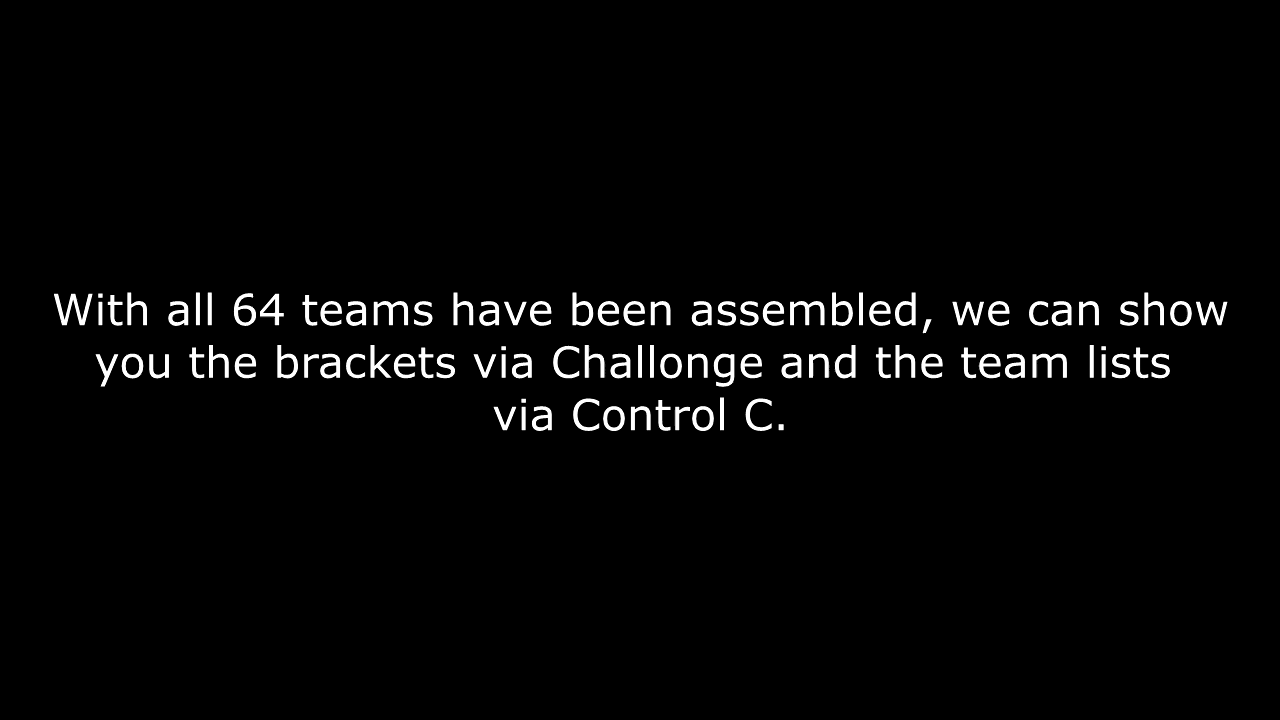 With all 64 teams have been assembled, we can show
you the brackets via Challonge and the team lists
via Control C.